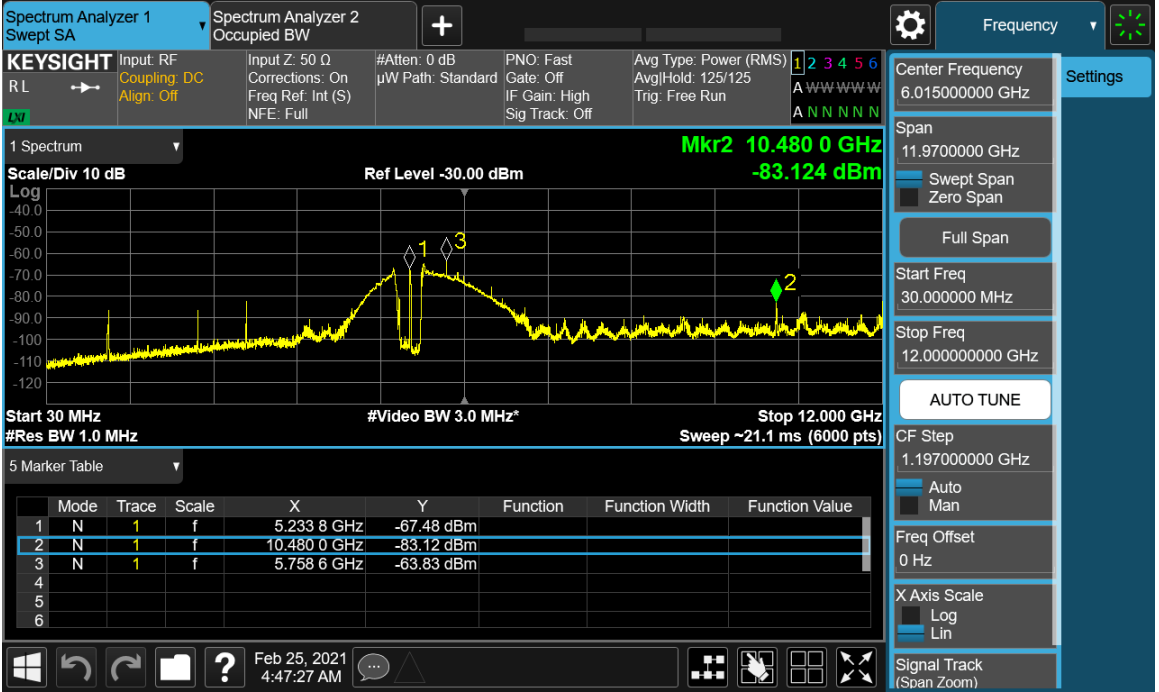 Spectrum Analyzer 1
Swept SA
Spectrum Analyzer 2
Occupied BW
Frequency
KEYSIGHT
R L
LXI
Input: RF
Coupling: DC
Align: Off
Input Z: 50 Ω
Corrections: On
Freq Ref: Int (S)
NFE: Full
#Atten: 0 dB
µW Path: Standard
PNO: Fast
Gate: Off
IF Gain: High
Sig Track: Off
Avg Type: Power (RMS)
Avg|Hold: 125/125
Trig: Free Run
1 2 3 4 5 6
A W W W W W
A N N N N N
1 Spectrum
Mkr2 10.480 0 GHz
-83.124 dBm
Scale/Div 10 dB
Ref Level -30.00 dBm
Log
-40.0
-50.0
-60.0
-70.0
-80.0
-90.0
-100
-110
-120
1
3
2
Start 30 MHz
#Video BW 3.0 MHz*
Stop 12.000 GHz
#Res BW 1.0 MHz
Sweep ~21.1 ms (6000 pts)
5 Marker Table
Mode Trace Scale X Y Function Function Width Function Value
1 N 1 f 5.233 8 GHz -67.48 dBm
2 N 1 f 10.480 0 GHz -83.12 dBm
3 N 1 f 5.758 6 GHz -63.83 dBm
4
5
6
?
Feb 25, 2021
4:47:27 AM
Settings
Center Frequency
6.015000000 GHz
Span
11.9700000 GHz
Swept Span
Zero Span
Full Span
Start Freq
30.000000 MHz
Stop Freq
12.000000000 GHz
AUTO TUNE
CF Step
1.197000000 GHz
Auto
Man
Freq Offset
0 Hz
X Axis Scale
Log
Lin
Signal Track
(Span Zoom)